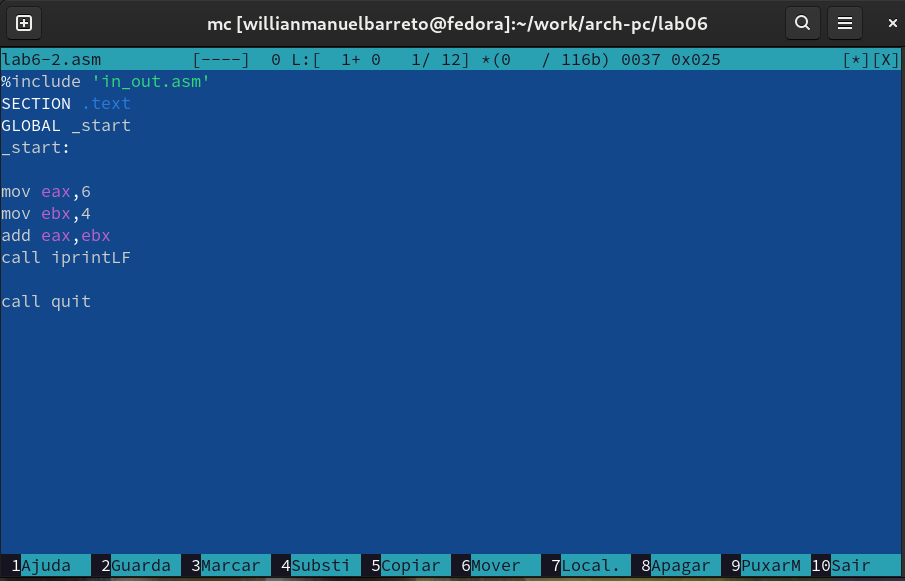 mc [willianmanuelbarreto@fedora]:~/work/arch-pc/lab06
lab6-2.asm [----] 0 L:[ 1+ 0 1/ 12] *(0 / 116b) 0037 0x025 [*][X]
%include 'in_out.asm'
SECTION .text
GLOBAL _start
_start:
mov eax,6
mov ebx,4
add eax,ebx
call iprintLF
call quit
1Ajuda 2Guarda 3Marcar 4Substi 5Copiar 6Mover 7Local. 8Apagar 9PuxarM 10Sair